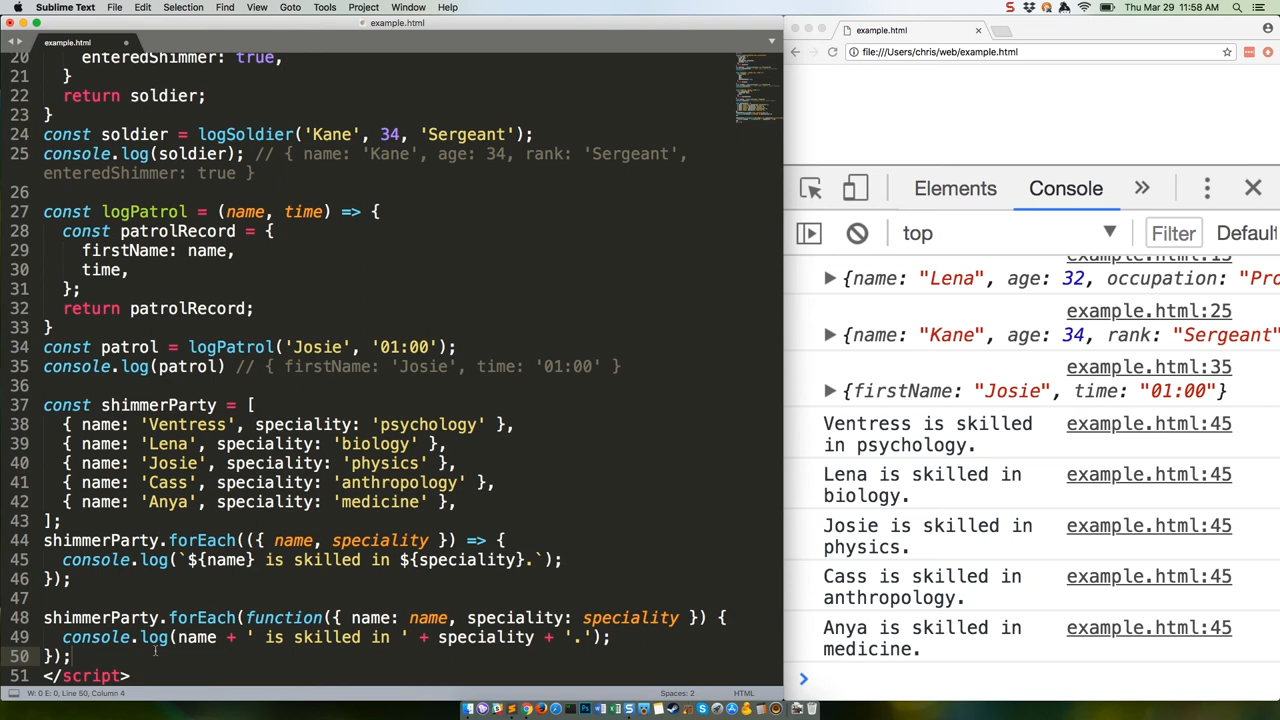 Sublime Text File Edit Selection Find View Goto Tools Project Window Help
Thu Mar 29 11:58 AM
example.html
example.html
20 enteredShimmer: true,
21 }
22 return soldier;
23 }
24 const soldier = logSoldier('Kane', 34, 'Sergeant');
25 console.log(soldier); // { name: 'Kane', age: 34, rank: 'Sergeant',
enteredShimmer: true }
26
27 const logPatrol = (name, time) => {
28 const patrolRecord = {
29 firstName: name,
30 time,
31 };
32 return patrolRecord;
33 }
34 const patrol = logPatrol('Josie', '01:00');
35 console.log(patrol) // { firstName: 'Josie', time: '01:00' }
36
37 const shimmerParty = [
38 { name: 'Ventress', speciality: 'psychology' },
39 { name: 'Lena', speciality: 'biology' },
40 { name: 'Josie', speciality: 'physics' },
41 { name: 'Cass', speciality: 'anthropology' },
42 { name: 'Anya', speciality: 'medicine' },
43 ];
44 shimmerParty.forEach(({ name, speciality }) => {
45 console.log(`${name} is skilled in ${speciality}.`);
46 });
47
48 shimmerParty.forEach(function({ name: name, speciality: speciality }) {
49 console.log(name + ' is skilled in ' + speciality + '.');
50 });
51 </script>
W: 0 E: 0, Line 50, Column 4
Spaces: 2 HTML
example.html
file:///Users/chris/web/example.html
Elements Console
top Filter Default
example.html:15
{name: "Lena", age: 32, occupation: "Pro
example.html:25
{name: "Kane", age: 34, rank: "Sergeant"
example.html:35
{firstName: "Josie", time: "01:00"}
Ventress is skilled example.html:45
in psychology.
Lena is skilled in example.html:45
biology.
Josie is skilled in example.html:45
physics.
Cass is skilled in example.html:45
anthropology.
Anya is skilled in example.html:45
medicine.